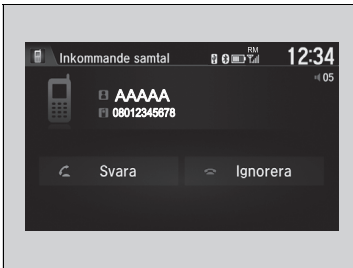 Inkommande samtal RM 12:34
05
AAAAA
08012345678
Svara Ignorera